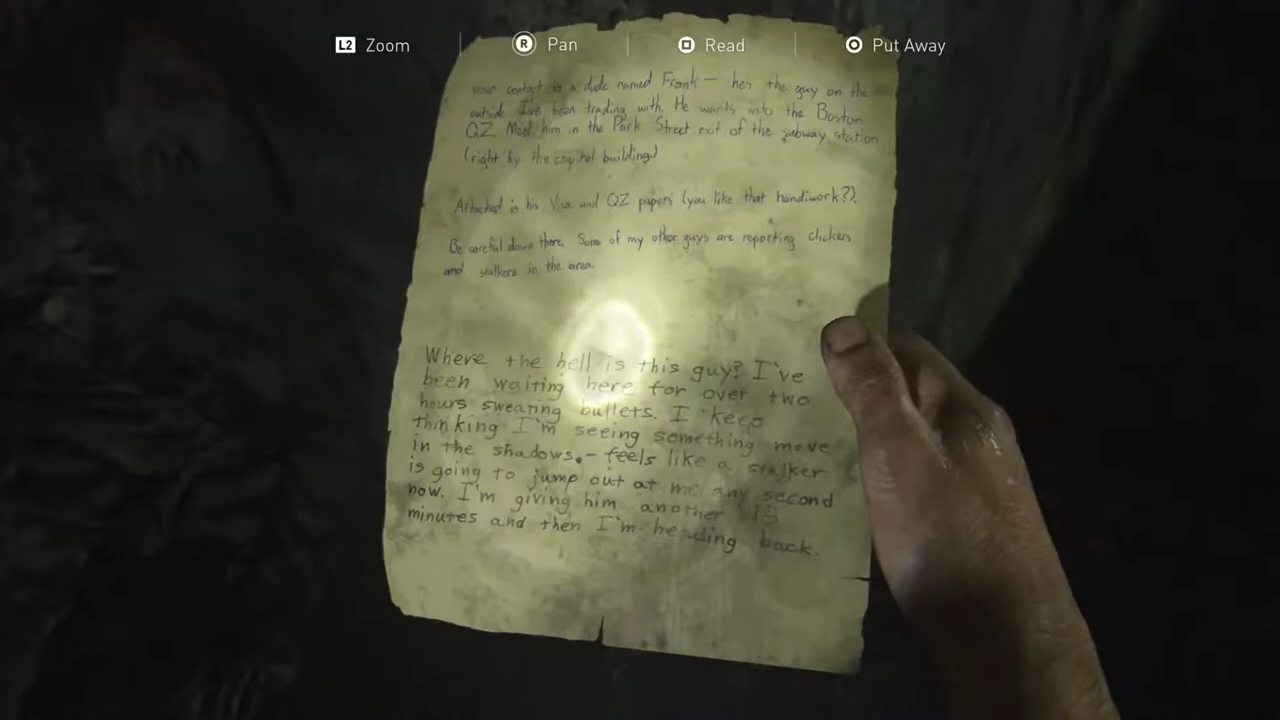 L2 Zoom R Pan Read Put Away
Your contact is a dude named Frank— he's the guy on the
outside I've been trading with. He wants into the Boston
QZ. Meet him in the Park Street exit of the subway station
(right by the capitol building.)
Attached is his Visa and QZ papers (you like that handiwork?).
Be careful down there. Some of my other guys are reporting clickers
and stalkers in the area.
Where the hell is this guy? I've
been waiting here for over two
hours sweating bullets. I keep
thinking I'm seeing something move
in the shadows.- feels like a stalker
is going to jump out at me any second
now. I'm giving him another 15
minutes and then I'm heading back.